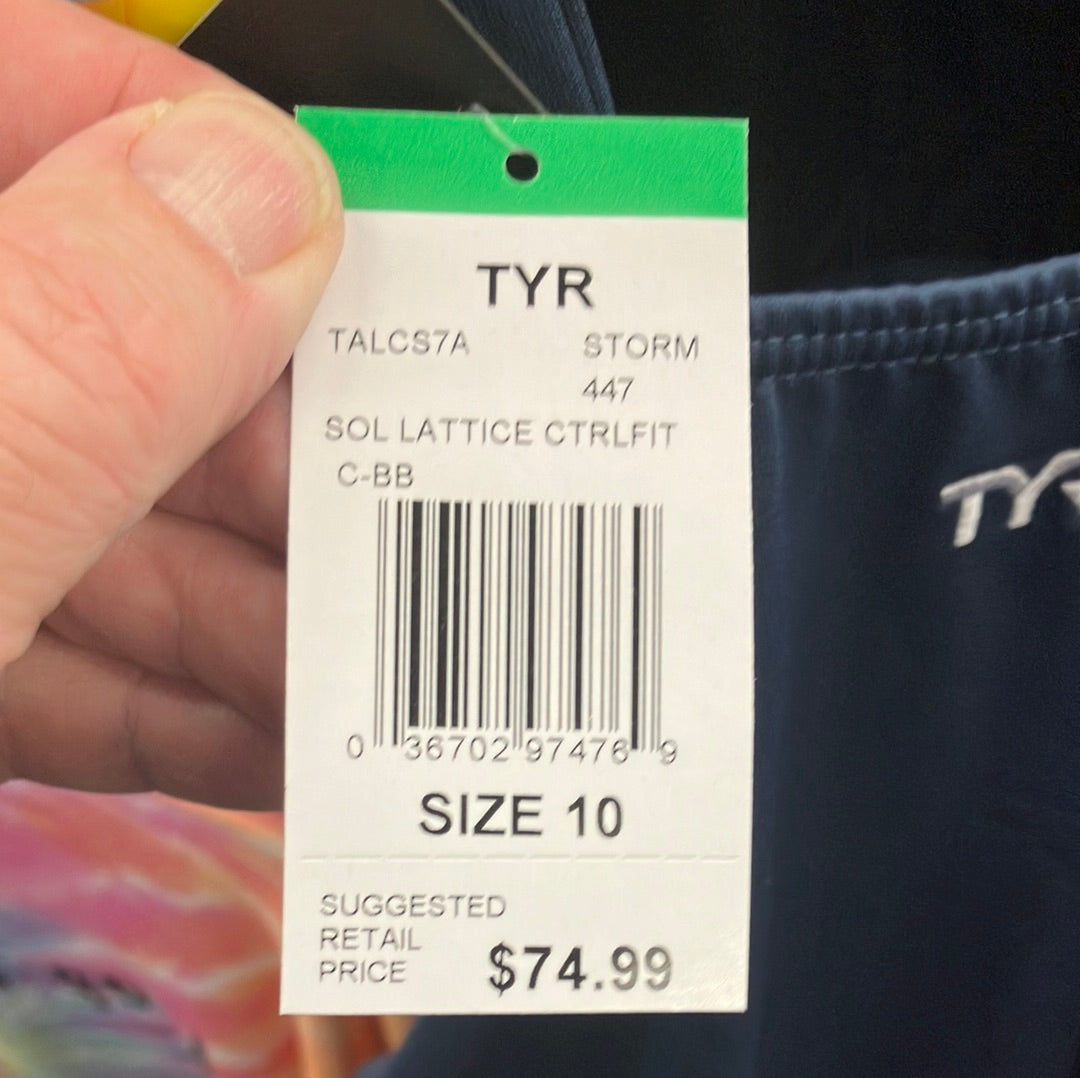 TYR
TALCS7A STORM
447
SOL LATTICE CTRLFIT
C-BB
0 36702 97476 9
SIZE 10
SUGGESTED
RETAIL
PRICE $74.99
TYR